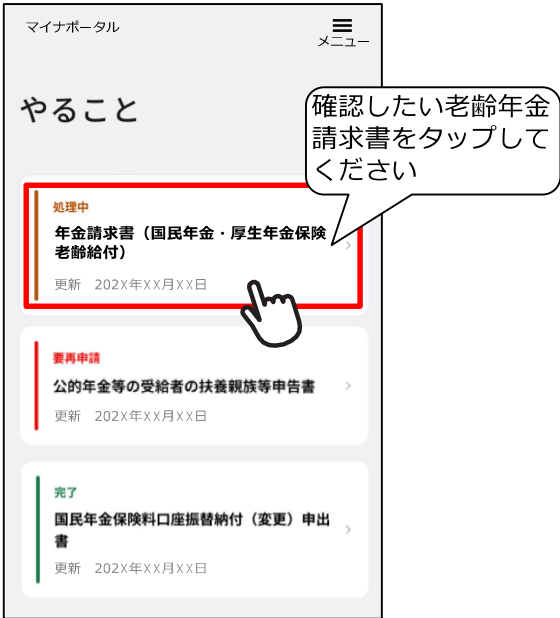 マイナポータル
メニュー
やること
確認したい老齢年金
請求書をタップして
ください
処理中
年金請求書（国民年金・厚生年金保険
老齢給付）
更新 202X年XX月XX日
要再申請
公的年金等の受給者の扶養親族等申告書
更新 202X年XX月XX日
完了
国民年金保険料口座振替納付（変更）申出
書
更新 202X年XX月XX日